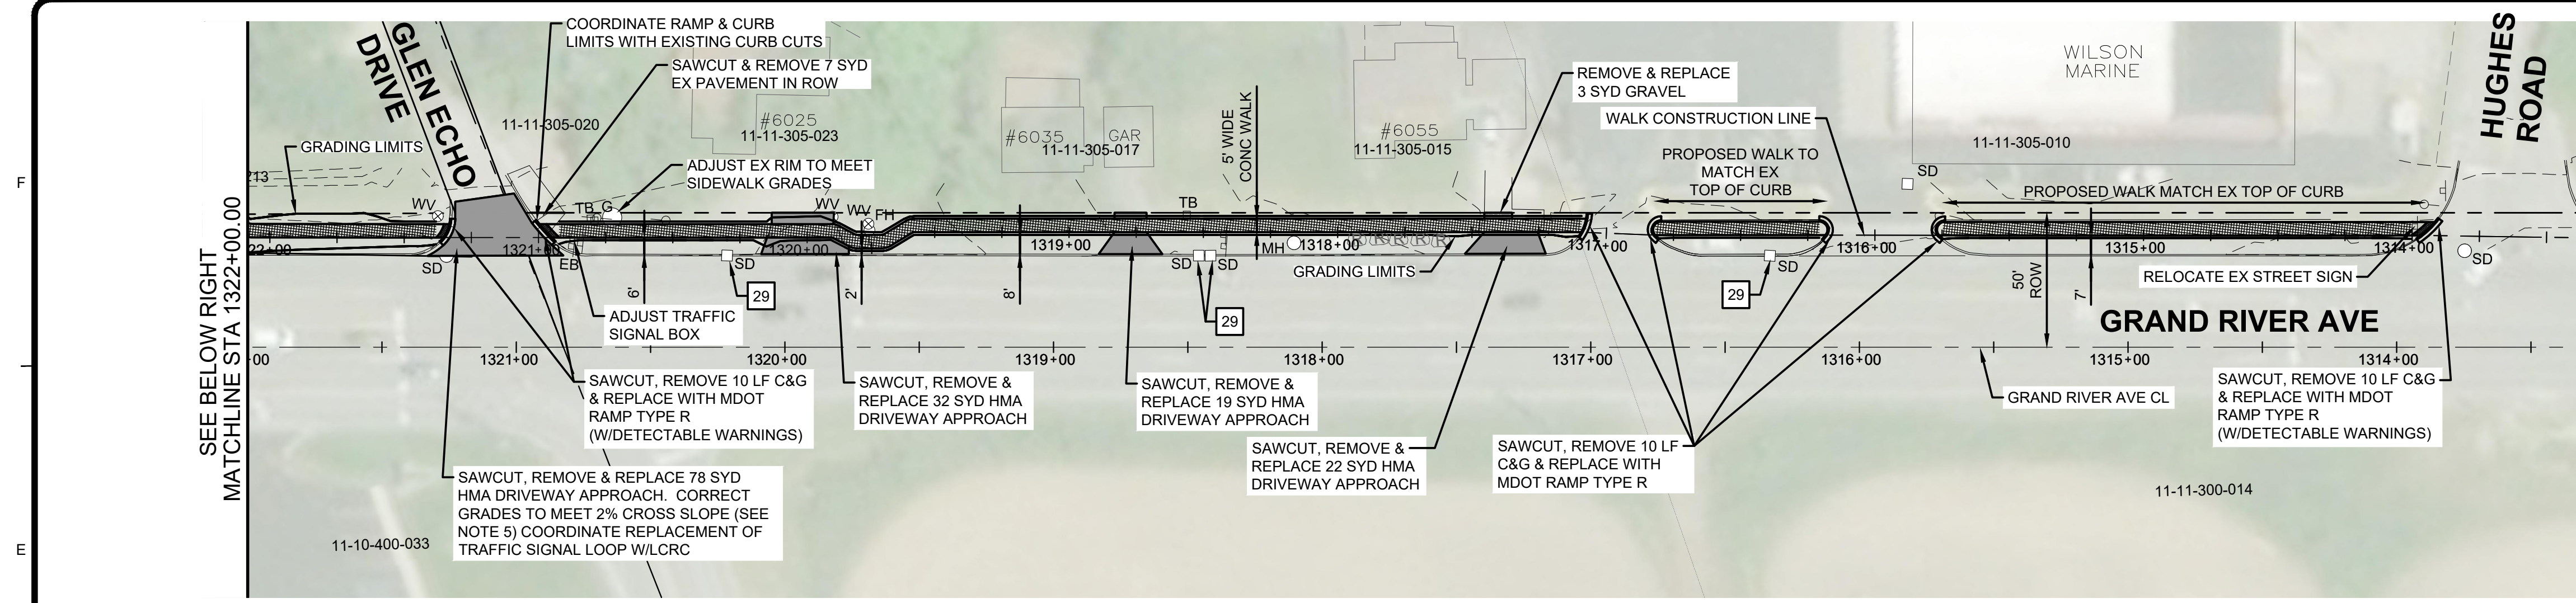 COORDINATE RAMP & CURB
LIMITS WITH EXISTING CURB CUTS
SAWCUT & REMOVE 7 SYD
EX PAVEMENT IN ROW
GLEN ECHO
DRIVE
11-11-305-020
GRADING LIMITS
213
#6025
11-11-305-023
ADJUST EX RIM TO MEET
SIDEWALK GRADES
#6035
11-11-305-017
GAR
5' WIDE
CONC WALK
#6055
11-11-305-015
REMOVE & REPLACE
3 SYD GRAVEL
WALK CONSTRUCTION LINE
PROPOSED WALK TO
MATCH EX
TOP OF CURB
WILSON
MARINE
11-11-305-010
SD
PROPOSED WALK MATCH EX TOP OF CURB
HUGHES
ROAD
F
WV
TB
G
WV
WV
FH
TB
22+00
1321+00
1320+00
1319+00
MH
1318+00
1317+00
1316+00
1315+00
1314+00
SD
EB
SD
SD
SD
SD
SD
GRADING LIMITS
RELOCATE EX STREET SIGN
6'
29
2'
8'
29
29
50'
ROW
7'
ADJUST TRAFFIC
SIGNAL BOX
GRAND RIVER AVE
SEE BELOW RIGHT
MATCHLINE STA 1322+00.00
00
1321+00
1320+00
1319+00
1318+00
1317+00
1316+00
1315+00
1314+00
SAWCUT, REMOVE 10 LF C&G
& REPLACE WITH MDOT
RAMP TYPE R
(W/DETECTABLE WARNINGS)
SAWCUT, REMOVE &
REPLACE 32 SYD HMA
DRIVEWAY APPROACH
SAWCUT, REMOVE &
REPLACE 19 SYD HMA
DRIVEWAY APPROACH
SAWCUT, REMOVE &
REPLACE 22 SYD HMA
DRIVEWAY APPROACH
SAWCUT, REMOVE 10 LF
C&G & REPLACE WITH
MDOT RAMP TYPE R
GRAND RIVER AVE CL
SAWCUT, REMOVE 10 LF C&G
& REPLACE WITH MDOT
RAMP TYPE R
(W/DETECTABLE WARNINGS)
SAWCUT, REMOVE & REPLACE 78 SYD
HMA DRIVEWAY APPROACH. CORRECT
GRADES TO MEET 2% CROSS SLOPE (SEE
NOTE 5) COORDINATE REPLACEMENT OF
TRAFFIC SIGNAL LOOP W/LCRC
11-10-400-033
11-11-300-014
E